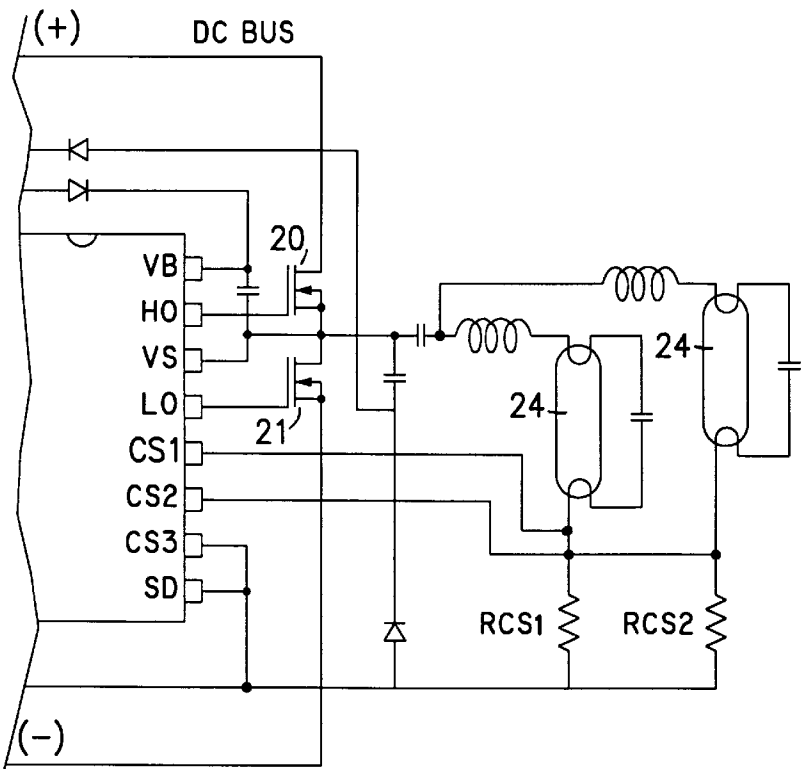 (+)
DC BUS
20
VB
HO
VS
24
24
LO
21
CS1
CS2
CS3
SD
RCS1
RCS2
(-)